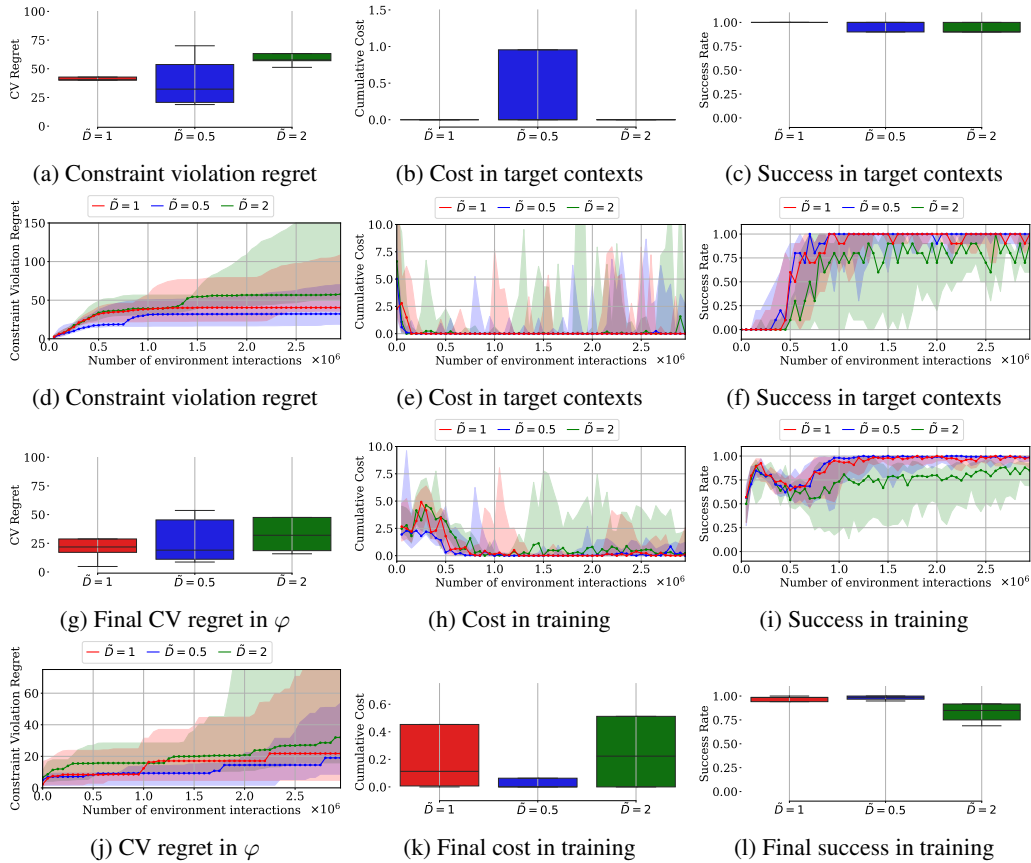 100
75
50
25
0
CV Regret
D̃ = 1
D̃ = 0.5
D̃ = 2
(a) Constraint violation regret
1.5
1.0
0.5
0.0
Cumulative Cost
D̃ = 1
D̃ = 0.5
D̃ = 2
(b) Cost in target contexts
1.00
0.75
0.50
0.25
0.00
Success Rate
D̃ = 1
D̃ = 0.5
D̃ = 2
(c) Success in target contexts
D̃ = 1 D̃ = 0.5 D̃ = 2
150
100
50
0
Constraint Violation Regret
0.0 0.5 1.0 1.5 2.0 2.5
Number of environment interactions ×10⁶
(d) Constraint violation regret
D̃ = 1 D̃ = 0.5 D̃ = 2
10.0
7.5
5.0
2.5
0.0
Cumulative Cost
0.0 0.5 1.0 1.5 2.0 2.5
Number of environment interactions ×10⁶
(e) Cost in target contexts
D̃ = 1 D̃ = 0.5 D̃ = 2
1.00
0.75
0.50
0.25
0.00
Success Rate
0.0 0.5 1.0 1.5 2.0 2.5
Number of environment interactions ×10⁶
(f) Success in target contexts
100
75
50
25
0
CV Regret
D̃ = 1
D̃ = 0.5
D̃ = 2
(g) Final CV regret in φ
D̃ = 1 D̃ = 0.5 D̃ = 2
10.0
7.5
5.0
2.5
0.0
Cumulative Cost
0.0 0.5 1.0 1.5 2.0 2.5
Number of environment interactions ×10⁶
(h) Cost in training
D̃ = 1 D̃ = 0.5 D̃ = 2
1.00
0.75
0.50
0.25
0.00
Success Rate
0.0 0.5 1.0 1.5 2.0 2.5
Number of environment interactions ×10⁶
(i) Success in training
D̃ = 1 D̃ = 0.5 D̃ = 2
60
40
20
0
Constraint Violation Regret
0.0 0.5 1.0 1.5 2.0 2.5
Number of environment interactions ×10⁶
(j) CV regret in φ
0.6
0.4
0.2
0.0
Cumulative Cost
D̃ = 1
D̃ = 0.5
D̃ = 2
(k) Final cost in training
1.00
0.75
0.50
0.25
0.00
Success Rate
D̃ = 1
D̃ = 0.5
D̃ = 2
(l) Final success in training